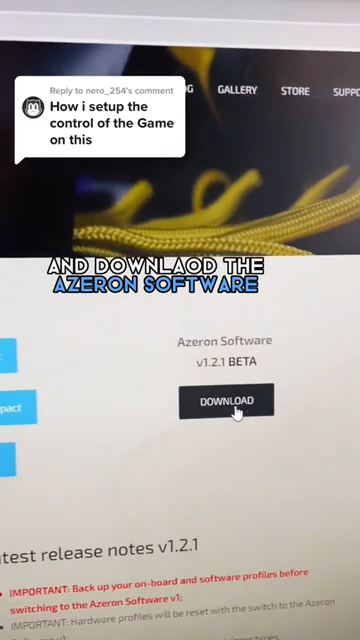 Reply to nero_254's comment
How i setup the
control of the Game
on this
GALLERY STORE
AND DOWNLAOD THE
AZERON SOFTWARE
Azeron Software
v1.2.1 BETA
DOWNLOAD
test release notes v1.2.1
IMPORTANT: Back up your on-board and software profiles before
switching to the Azeron Software v1;
IMPORTANT: Hardware profiles will be reset with the switch to the Azeron